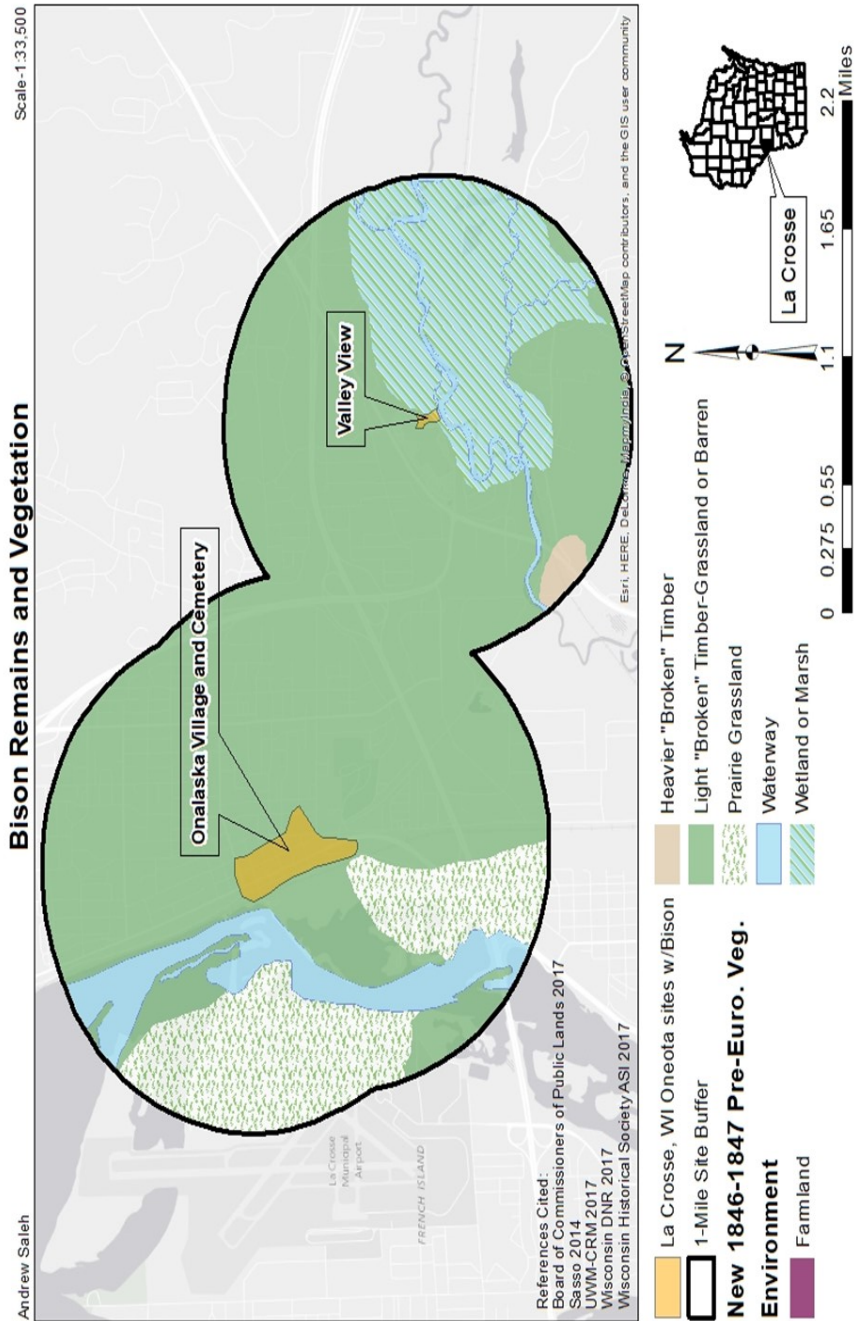 Bison Remains and Vegetation
Andrew Saleh
Scale-1:33,500
Onalaska Village and Cemetery
Valley View
La Crosse
Municipal
Airport
FRENCH ISLAND
References Cited:
Board of Commissioners of Public Lands 2017
Sasso 2014
UWM-CRM 2017
Wisconsin DNR 2017
Wisconsin Historical Society ASI 2017
Esri, HERE, DeLorme, MapmyIndia, © OpenStreetMap contributors, and the GIS user community
La Crosse, WI Oneota sites w/Bison
1-Mile Site Buffer
New 1846-1847 Pre-Euro. Veg.
Environment
Farmland
Heavier "Broken" Timber
Light "Broken" Timber-Grassland or Barren
Prairie Grassland
Waterway
Wetland or Marsh
N
La Crosse
0 0.275 0.55 1.1 1.65 2.2
Miles